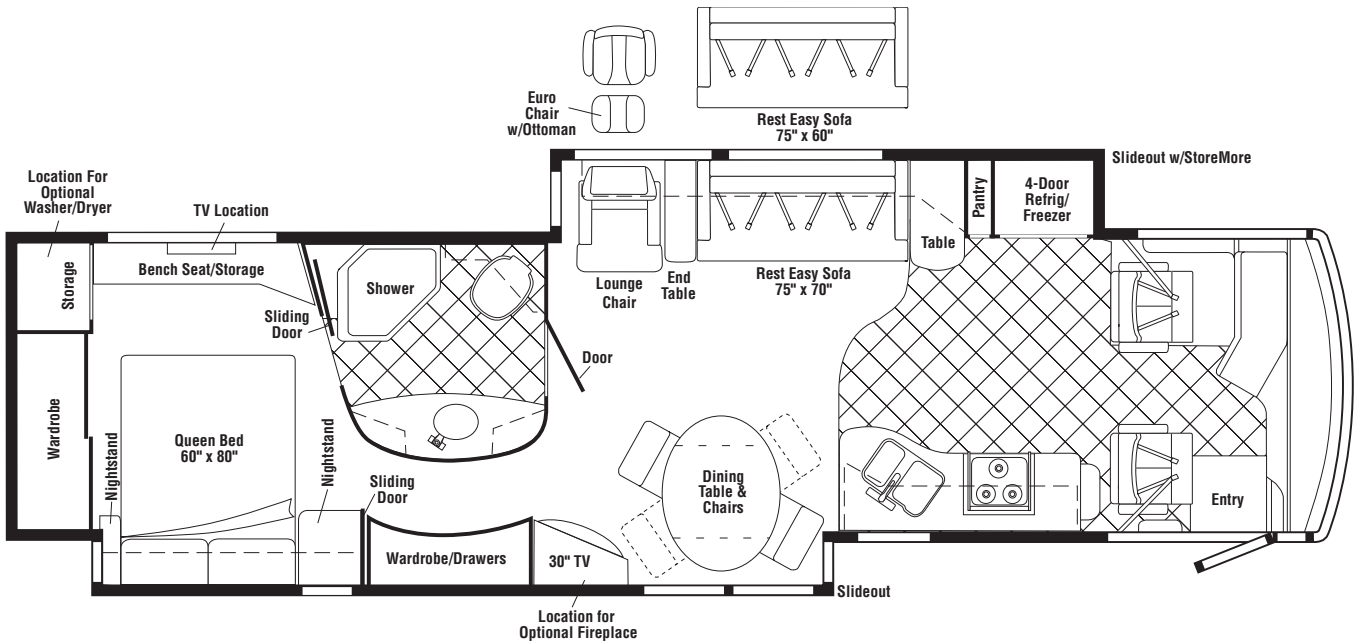 Euro
Chair
w/Ottoman
Rest Easy Sofa
75" x 60"
Slideout w/StoreMore
Location For
Optional
Washer/Dryer
TV Location
Pantry
4-Door
Refrig/
Freezer
Storage
Bench Seat/Storage
Shower
Sliding
Door
Lounge
Chair
End
Table
Rest Easy Sofa
75" x 70"
Table
Door
Wardrobe
Nightstand
Queen Bed
60" x 80"
Nightstand
Sliding
Door
Dining
Table &
Chairs
Entry
Wardrobe/Drawers
30" TV
Slideout
Location for
Optional Fireplace